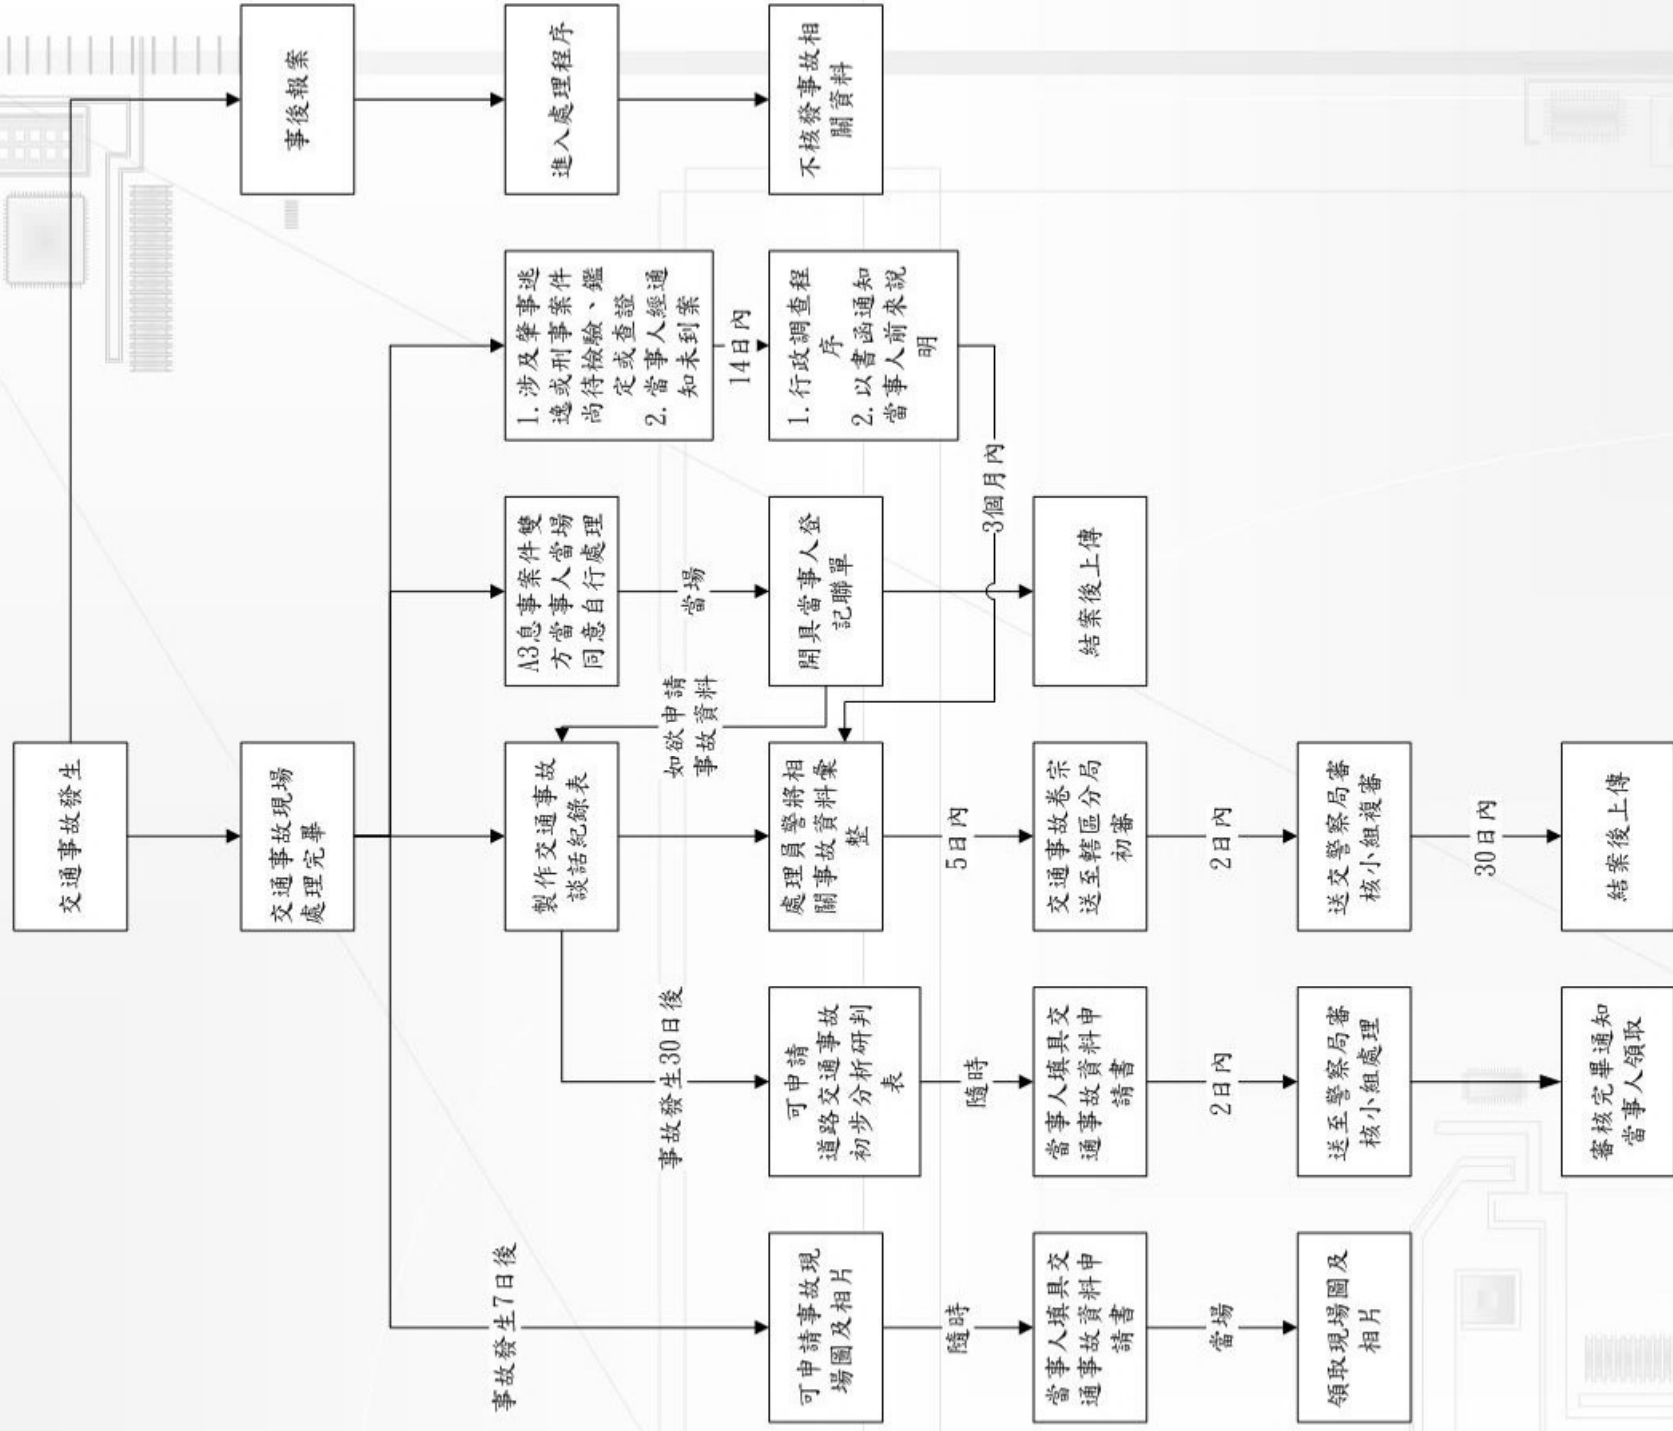 交通事故發生
事後報案
進入處理程序
不核發事故相
關資料
交通事故現場
處理完畢
1.涉及肇事逃
逸或刑事案件
尚待檢驗、鑑
定或查證
2.當事人經通
知未到案
14日內
1.行政調查程
序
2.以書函通知
當事人前來說
明
3個月內
A3息事案件雙
方當事人當場
同意自行處理
當場
開具當事人登
記聯單
結案後上傳
如欲申請
事故資料
製作交通事故
談話紀錄表
處理員警將相
關事故資料彙
整
5日內
交通事故卷宗
送至轄區分局
初審
2日內
送交警察局審
核小組複審
30日內
結案後上傳
事故發生30日後
可申請
道路交通事故
初步分析研判
表
隨時
當事人填具交
通事故資料申
請書
2日內
送至警察局審
核小組處理
審核完畢通知
當事人領取
事故發生7日後
可申請事故現
場圖及相片
隨時
當事人填具交
通事故資料申
請書
當場
領取現場圖及
相片